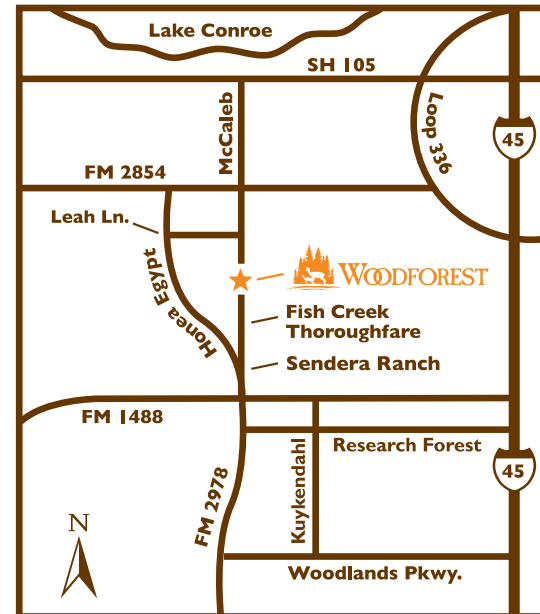 Lake Conroe
SH 105
McCaleb
Loop 336
45
FM 2854
Leah Ln.
Honea Egypt
WOODFOREST
Fish Creek
Thoroughfare
Sendera Ranch
FM 1488
Research Forest
Kuykendahl
45
FM 2978
N
Woodlands Pkwy.